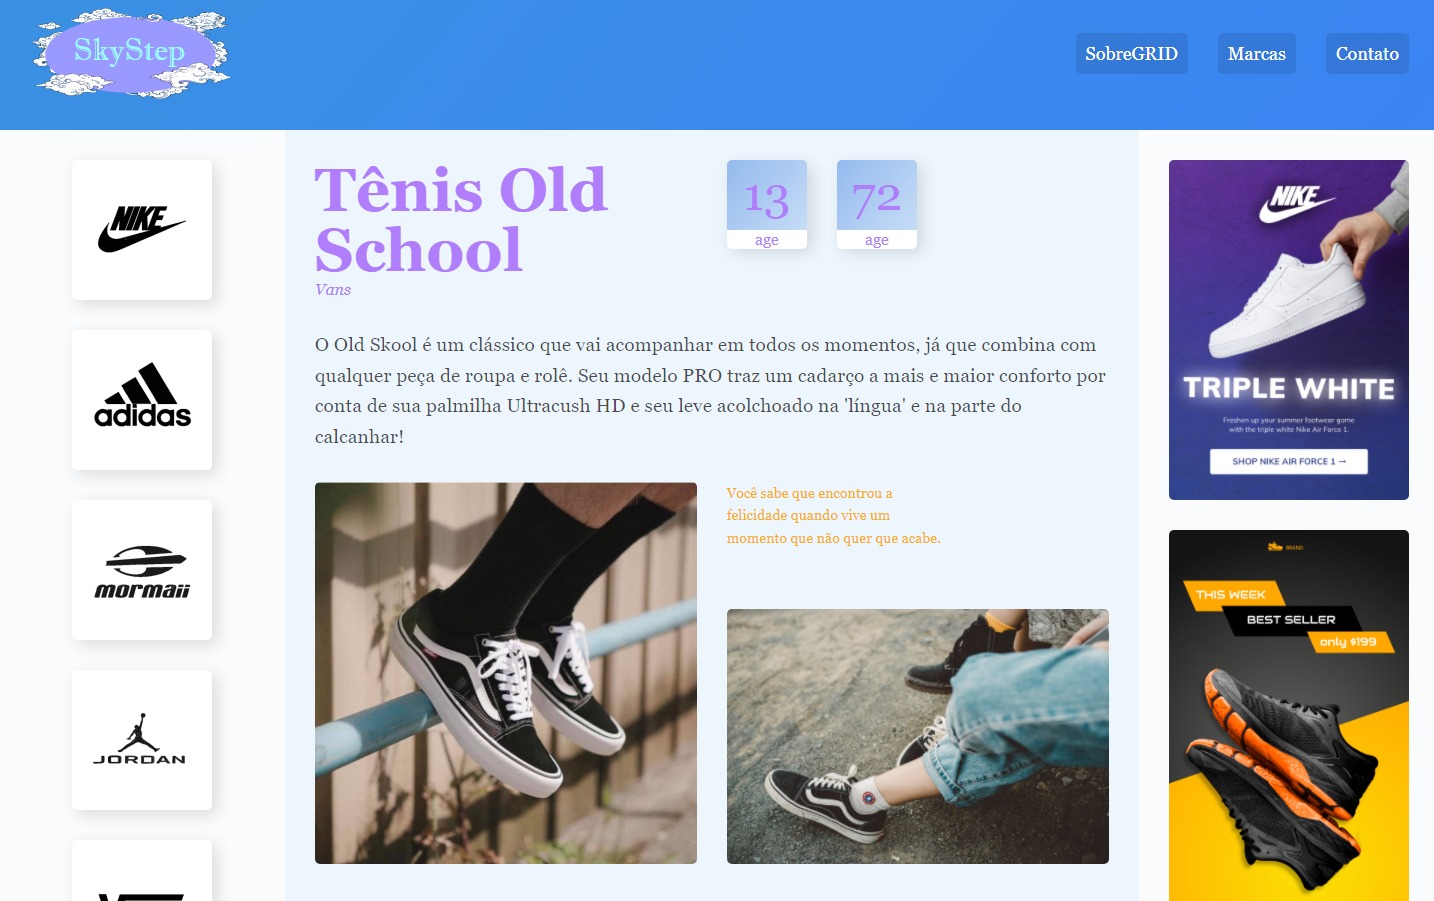 SkyStep
SobreGRID
Marcas
Contato
NIKE
adidas
mormaii
JORDAN
Tênis Old
School
Vans
13
age
72
age
O Old Skool é um clássico que vai acompanhar em todos os momentos, já que combina com
qualquer peça de roupa e rolê. Seu modelo PRO traz um cadarço a mais e maior conforto por
conta de sua palmilha Ultracush HD e seu leve acolchoado na 'língua' e na parte do
calcanhar!
Você sabe que encontrou a
felicidade quando vive um
momento que não quer que acabe.
NIKE
TRIPLE WHITE
Freshen up your summer footwear game
with the triple white Nike Air Force 1.
SHOP NIKE AIR FORCE 1 →
BRAND
THIS WEEK
BEST SELLER
only $199